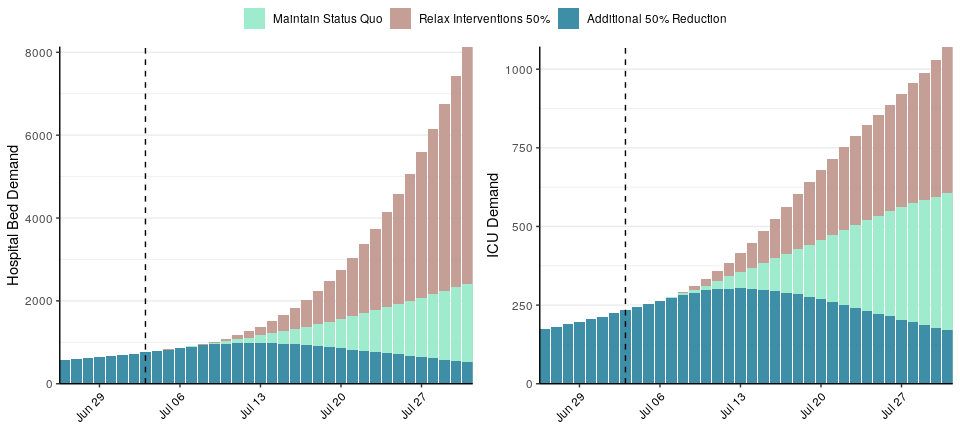 Maintain Status Quo Relax Interventions 50% Additional 50% Reduction
Hospital Bed Demand
8000
6000
4000
2000
0
Jun 29 Jul 06 Jul 13 Jul 20 Jul 27
ICU Demand
1000
750
500
250
0
Jun 29 Jul 06 Jul 13 Jul 20 Jul 27